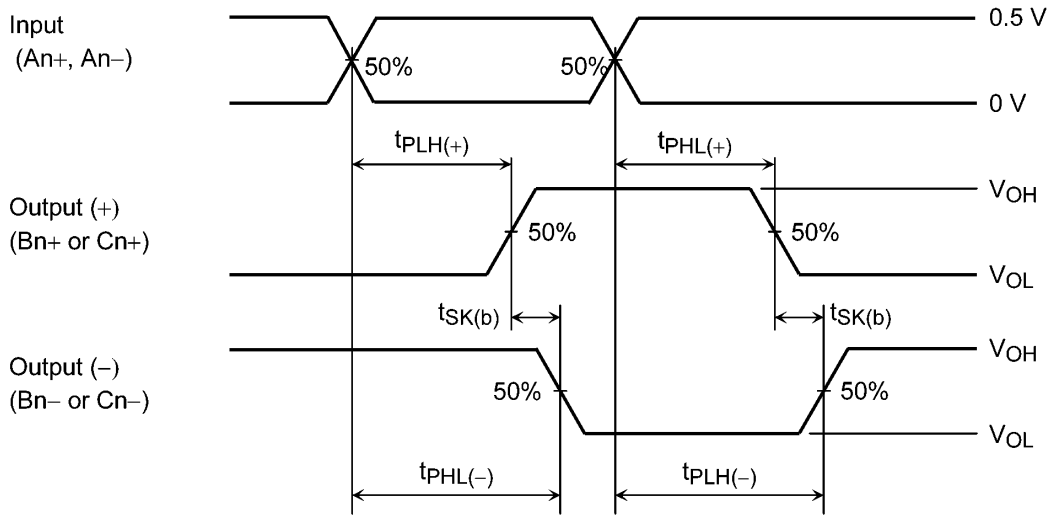 Input
(An+, An−)
0.5 V
50%
50%
0 V
tPLH(+)
tPHL(+)
Output (+)
(Bn+ or Cn+)
VOH
50%
50%
VOL
tSK(b)
tSK(b)
Output (−)
(Bn− or Cn−)
VOH
50%
50%
VOL
tPHL(−)
tPLH(−)